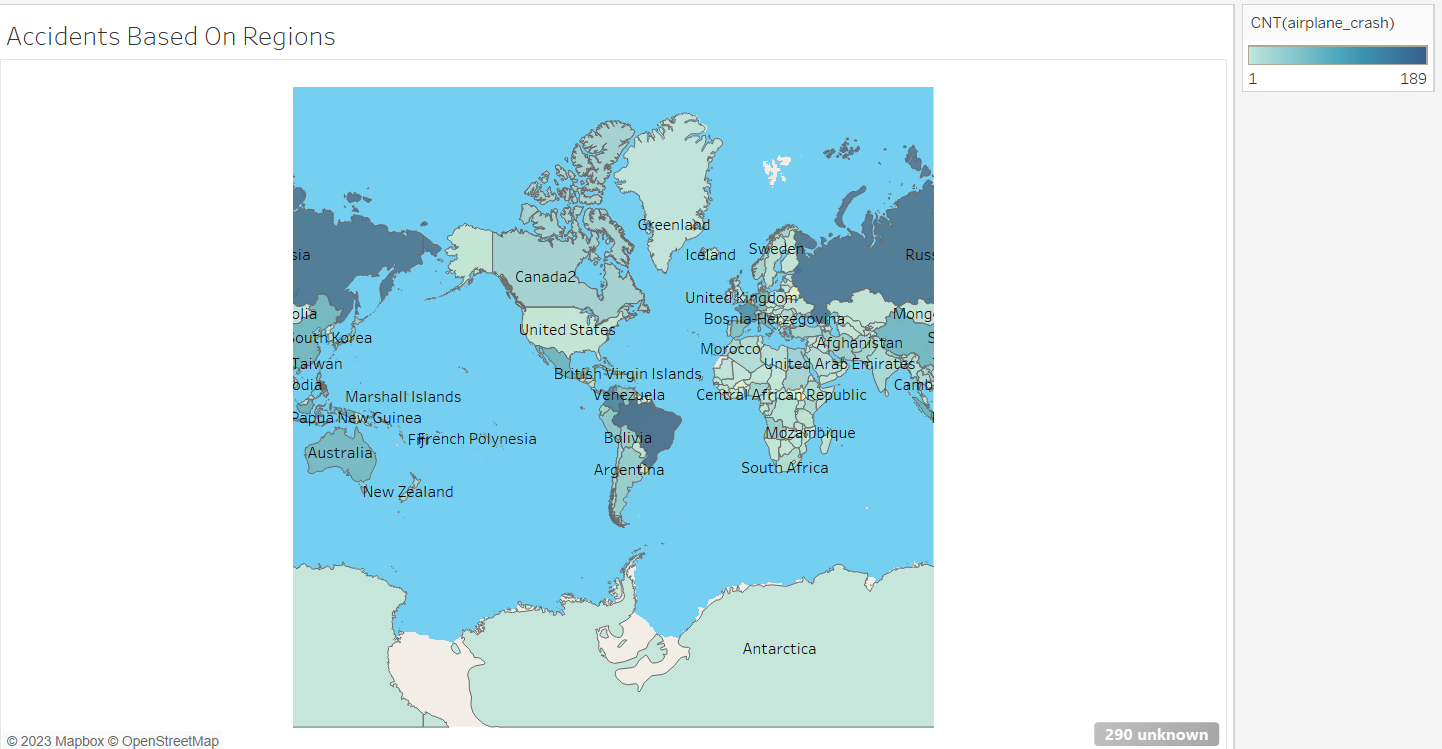 Accidents Based On Regions
CNT(airplane_crash)
1 189
Greenland
sia Iceland Sweden Rus
Canada2
United Kingdom
olia Bosnia-Herzegovina Mong
United States
South Korea Morocco Afghanistan S
Taiwan United Arab Emirates
British Virgin Islands
odia Camb
Marshall Islands Venezuela Central African Republic
Papua New Guinea
Fiji French Polynesia Bolivia Mozambique
Australia
Argentina South Africa
New Zealand
Antarctica
290 unknown
© 2023 Mapbox © OpenStreetMap